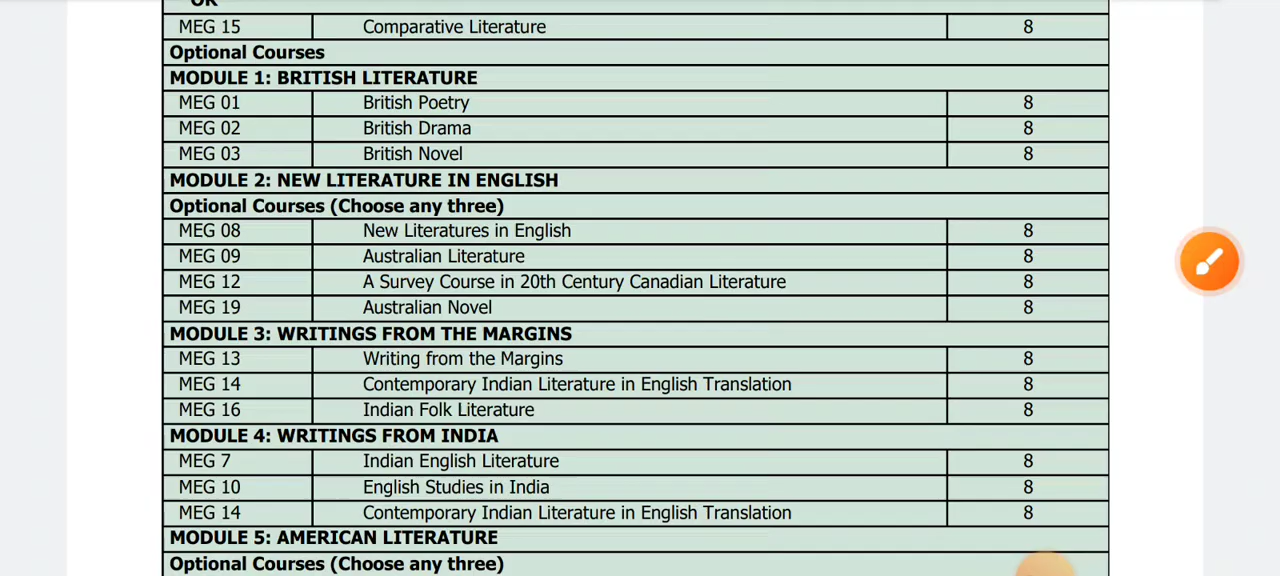 OR
MEG 15 Comparative Literature 8
Optional Courses
MODULE 1: BRITISH LITERATURE
MEG 01 British Poetry 8
MEG 02 British Drama 8
MEG 03 British Novel 8
MODULE 2: NEW LITERATURE IN ENGLISH
Optional Courses (Choose any three)
MEG 08 New Literatures in English 8
MEG 09 Australian Literature 8
MEG 12 A Survey Course in 20th Century Canadian Literature 8
MEG 19 Australian Novel 8
MODULE 3: WRITINGS FROM THE MARGINS
MEG 13 Writing from the Margins 8
MEG 14 Contemporary Indian Literature in English Translation 8
MEG 16 Indian Folk Literature 8
MODULE 4: WRITINGS FROM INDIA
MEG 7 Indian English Literature 8
MEG 10 English Studies in India 8
MEG 14 Contemporary Indian Literature in English Translation 8
MODULE 5: AMERICAN LITERATURE
Optional Courses (Choose any three)